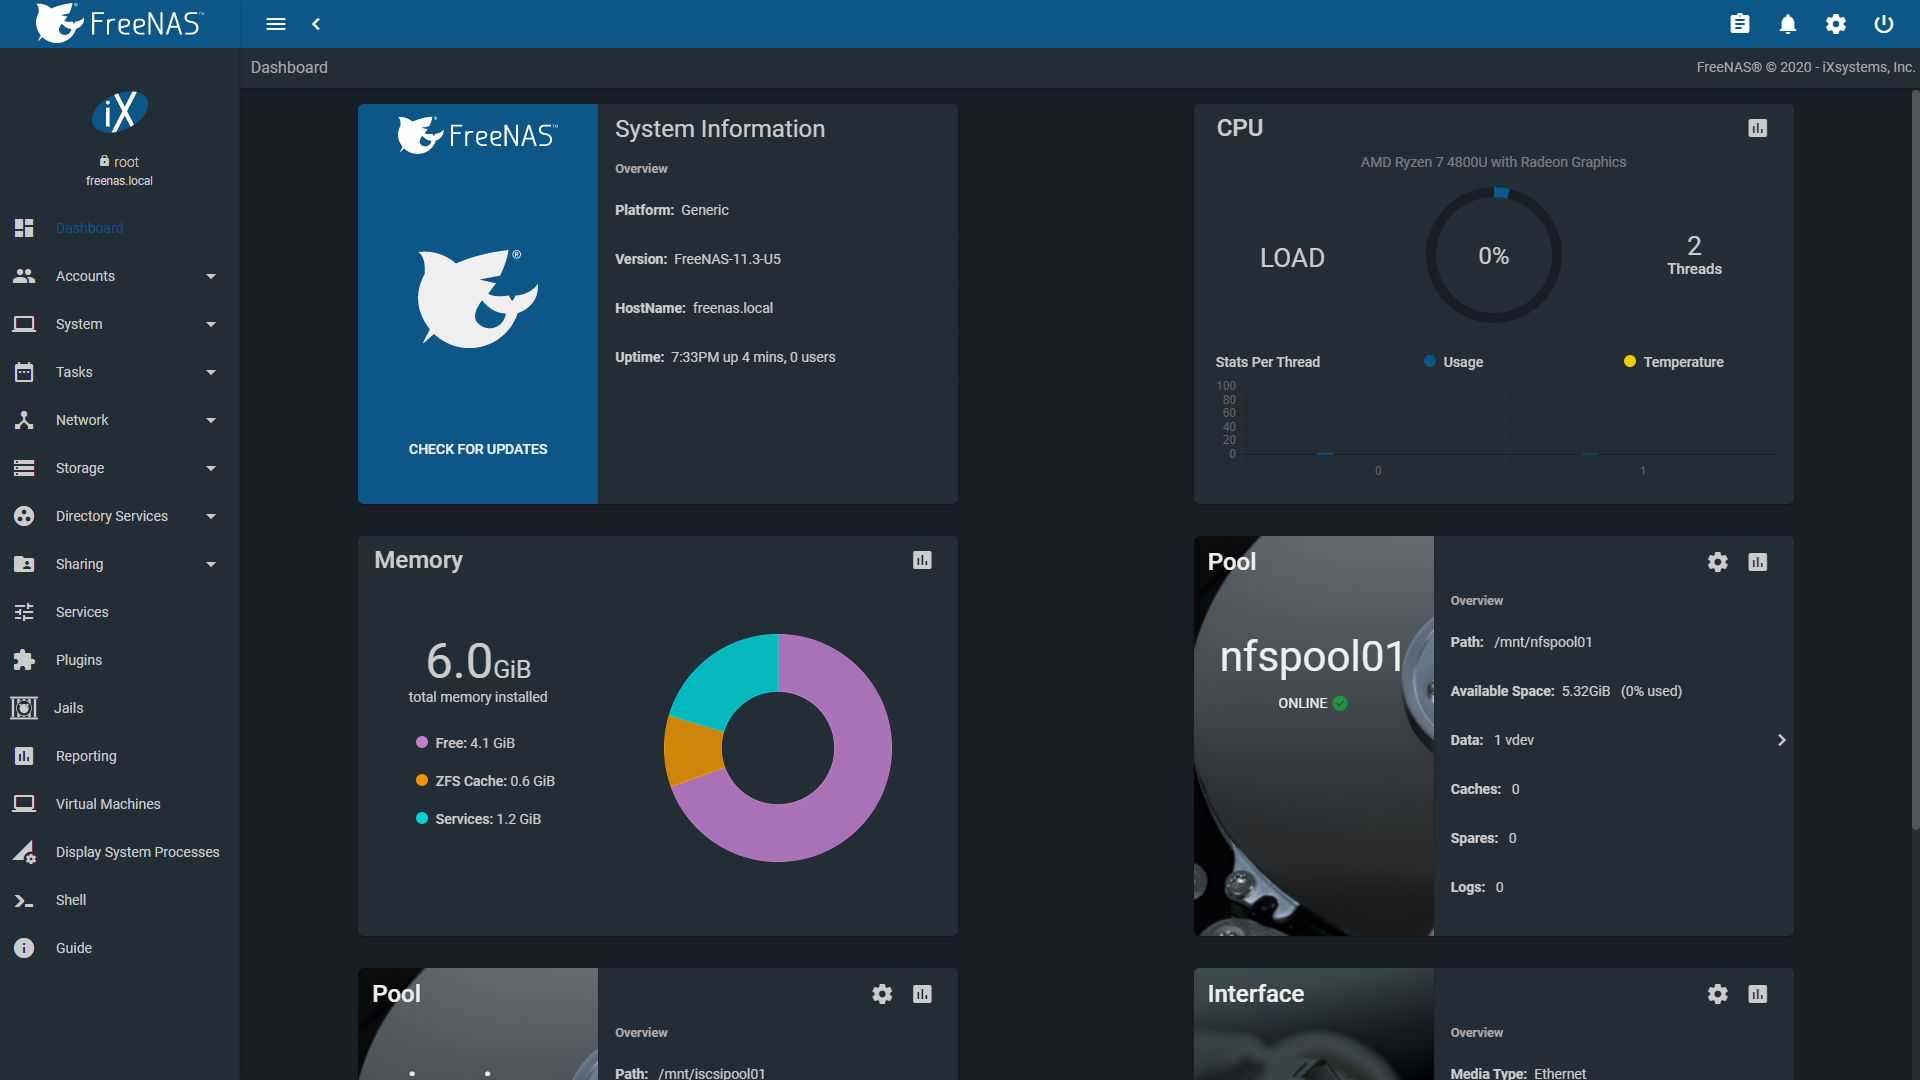 FreeNAS™
Dashboard
FreeNAS® © 2020 - iXsystems, Inc.
iX
root
freenas.local
Dashboard
Accounts
System
Tasks
Network
Storage
Directory Services
Sharing
Services
Plugins
Jails
Reporting
Virtual Machines
Display System Processes
Shell
Guide
FreeNAS™
®
CHECK FOR UPDATES
System Information
Overview
Platform: Generic
Version: FreeNAS-11.3-U5
HostName: freenas.local
Uptime: 7:33PM up 4 mins, 0 users
CPU
AMD Ryzen 7 4800U with Radeon Graphics
LOAD
0%
2
Threads
Stats Per Thread
Usage
Temperature
100
80
60
40
20
0
0 1
Memory
6.0GiB
total memory installed
Free: 4.1 GiB
ZFS Cache: 0.6 GiB
Services: 1.2 GiB
Pool
nfspool01
ONLINE
Overview
Path: /mnt/nfspool01
Available Space: 5.32GiB (0% used)
Data: 1 vdev
Caches: 0
Spares: 0
Logs: 0
Pool
Overview
Path: /mnt/iscsipool01
Interface
Overview
Media Type: Ethernet